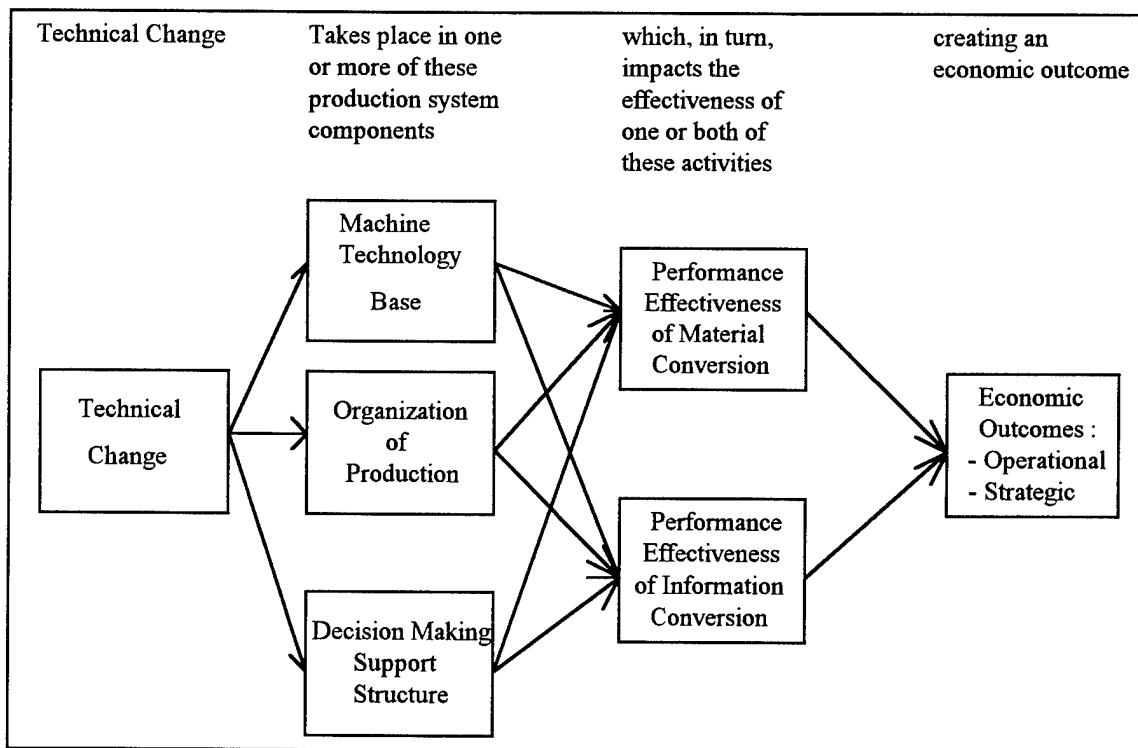 Technical Change
Takes place in one
or more of these
production system
components
which, in turn,
impacts the
effectiveness of
one or both of
these activities
creating an
economic outcome
Technical
Change
Machine
Technology
Base
Organization
of
Production
Decision Making
Support
Structure
Performance
Effectiveness
of Material
Conversion
Performance
Effectiveness
of Information
Conversion
Economic
Outcomes :
- Operational
- Strategic